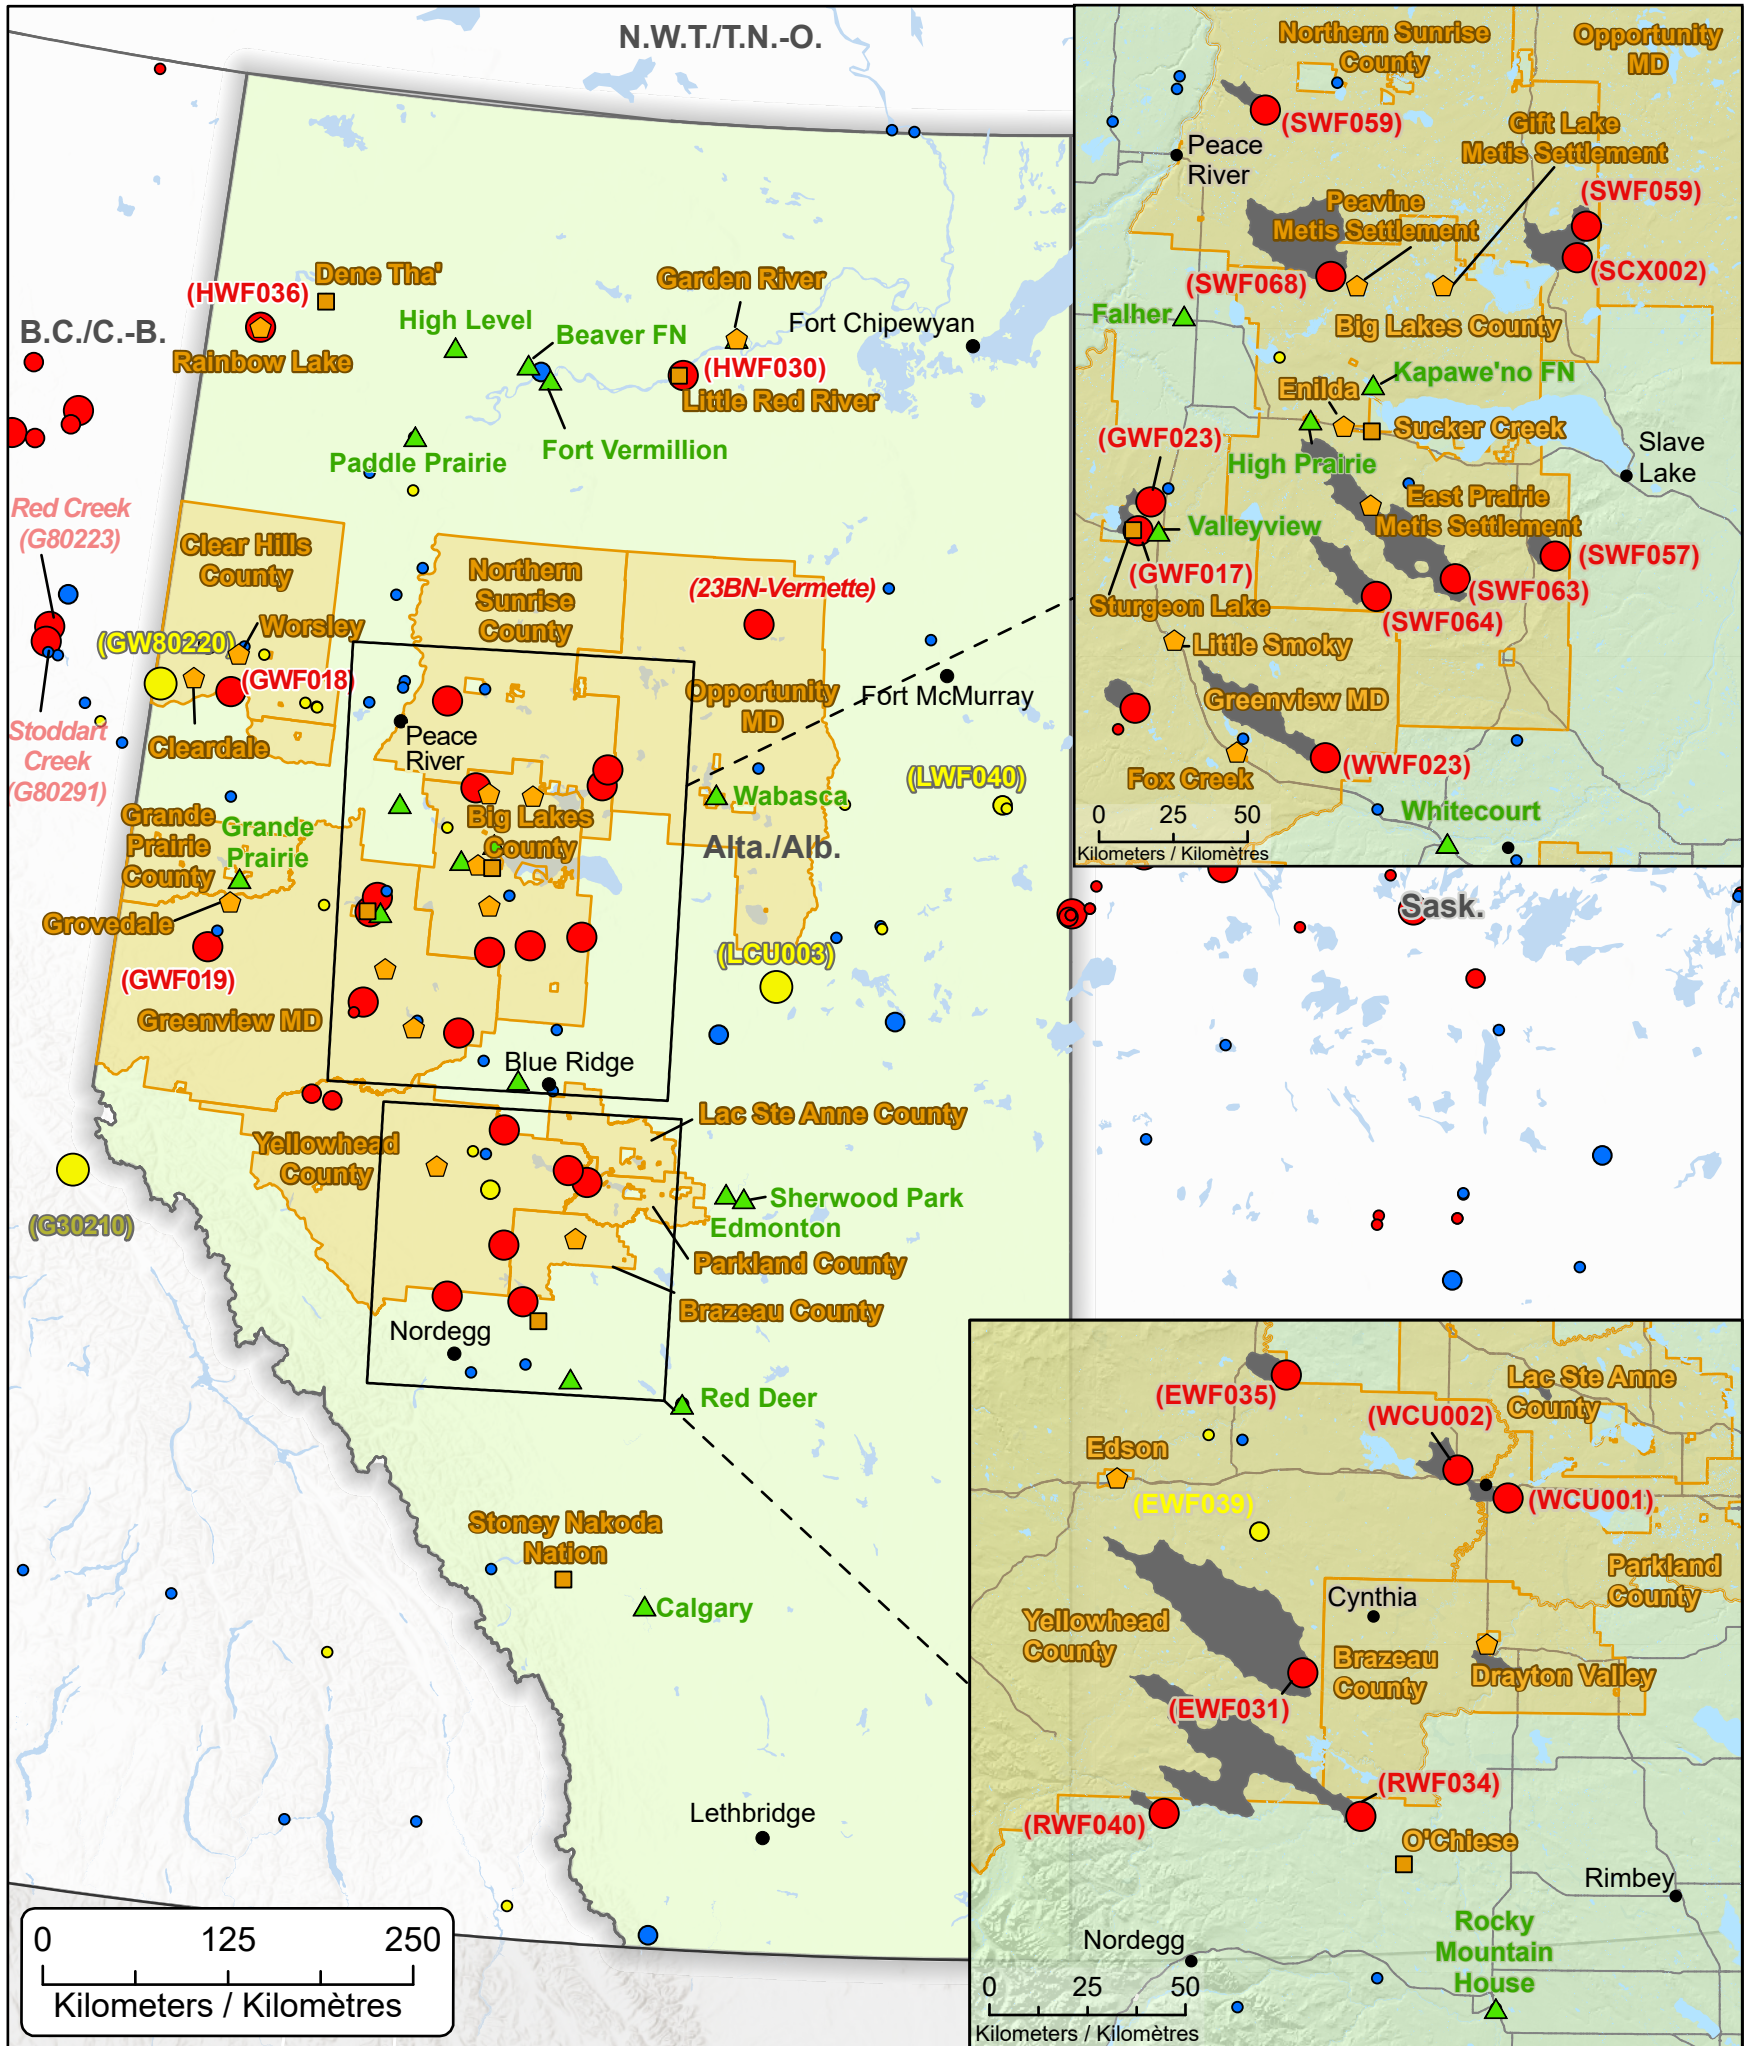 N.W.T./T.N.-O.
Dene Tha'
(HWF036)
Rainbow Lake
B.C./C.-B.
High Level
Beaver FN
Garden River
Fort Chipewyan
(HWF030)
Little Red River
Fort Vermillion
Paddle Prairie
Red Creek
(G80223)
Clear Hills
County
Northern
Sunrise
County
(23BN-Vermette)
(GW80220)
Worsley
(GWF018)
Opportunity
MD
Fort McMurray
Stoddart
Creek
(G80291)
Cleardale
Peace
River
(LWF040)
Wabasca
Grande
Prairie
County
Grande
Prairie
Big Lakes
County
Alta./Alb.
Grovedale
(GWF019)
(LCU003)
Greenview MD
Blue Ridge
Lac Ste Anne County
Yellowhead
County
Sherwood Park
Edmonton
(G30210)
Parkland County
Brazeau County
Nordegg
Red Deer
Stoney Nakoda
Nation
Calgary
Lethbridge
0 125 250
Kilometers / Kilomètres
Sask.
Northern Sunrise
County
Opportunity
MD
(SWF059)
Gift Lake
Metis Settlement
Peace
River
(SWF059)
Peavine
Metis Settlement
(SCX002)
(SWF068)
Falher
Big Lakes County
Kapawe'no FN
Enilda
Sucker Creek
(GWF023)
Slave
Lake
High Prairie
East Prairie
Metis Settlement
Valleyview
(SWF057)
(GWF017)
(SWF063)
Sturgeon Lake
(SWF064)
Little Smoky
Greenview MD
(WWF023)
Fox Creek
Whitecourt
0 25 50
Kilometers / Kilomètres
Lac Ste Anne
County
(EWF035)
(WCU002)
Edson
(EWF039)
(WCU001)
Parkland
County
Cynthia
Yellowhead
County
Brazeau
County
Drayton Valley
(EWF031)
(RWF034)
(RWF040)
O'Chiese
Rimbey
Rocky
Mountain
House
Nordegg
0 25 50
Kilometers / Kilomètres